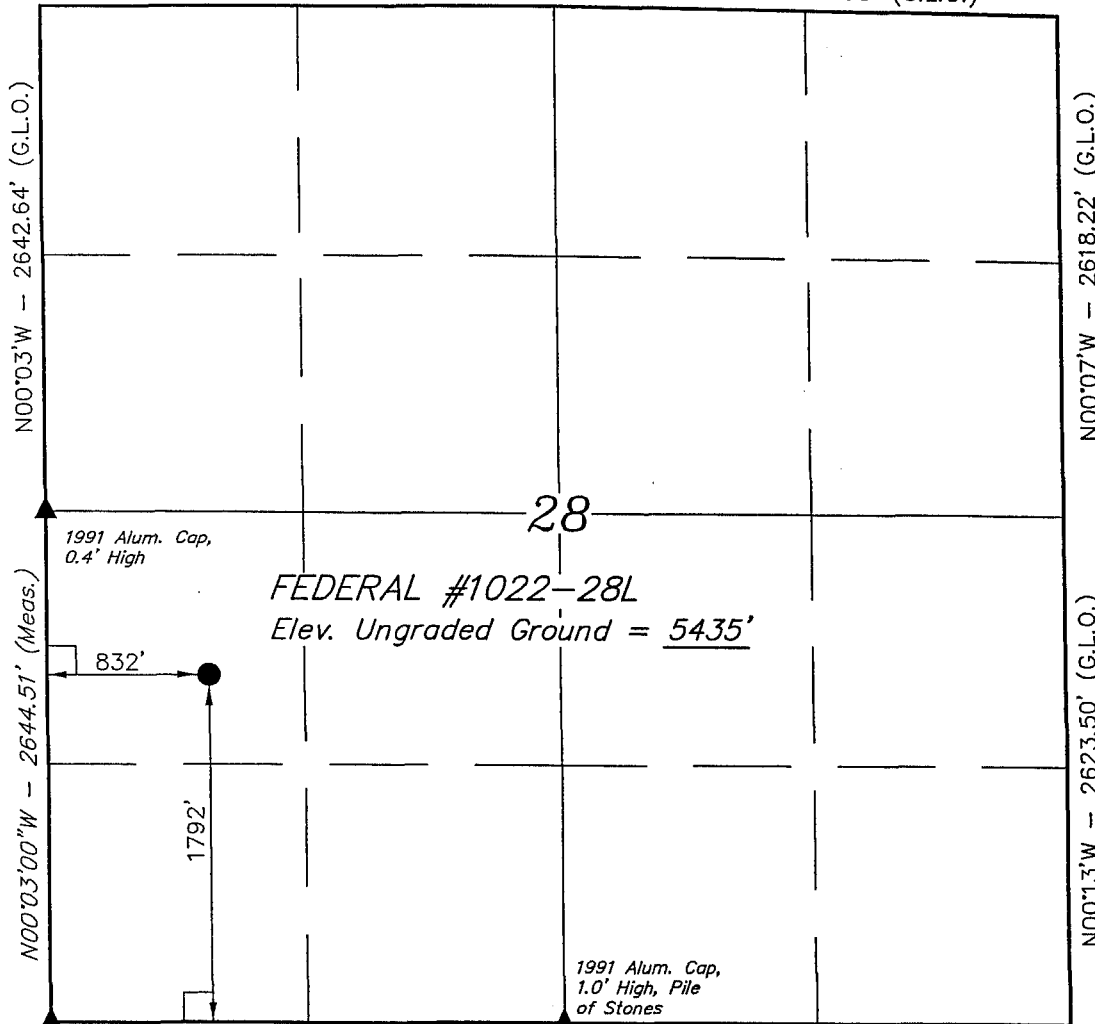 (G.L.O.)
N00°03'W – 2642.64' (G.L.O.)
N00°07'W – 2618.22' (G.L.O.)
28
1991 Alum. Cap,
0.4' High
FEDERAL #1022–28L
Elev. Ungraded Ground = 5435'
832'
N00°03'00"W – 2644.51' (Meas.)
1792'
N00°13'W – 2623.50' (G.L.O.)
1991 Alum. Cap,
1.0' High, Pile
of Stones